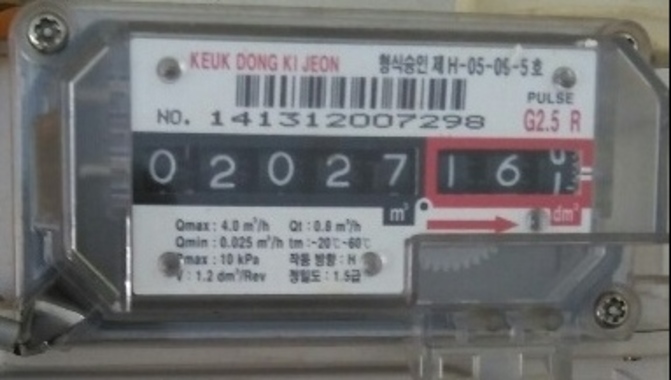 KEUK DONG KI JEON 형식승인 제 H-05-06-5 호
PULSE
NO. 141312007298 G2.5 R
02027 16
m³ dm³
Qmax : 4.0 m³/h Qt : 0.8 m³/h
Qmin : 0.025 m³/h tm : -20℃-60℃
Pmax : 10 kPa 작동 방향 : H
V : 1.2 dm³/Rev 정밀도 : 1.5급